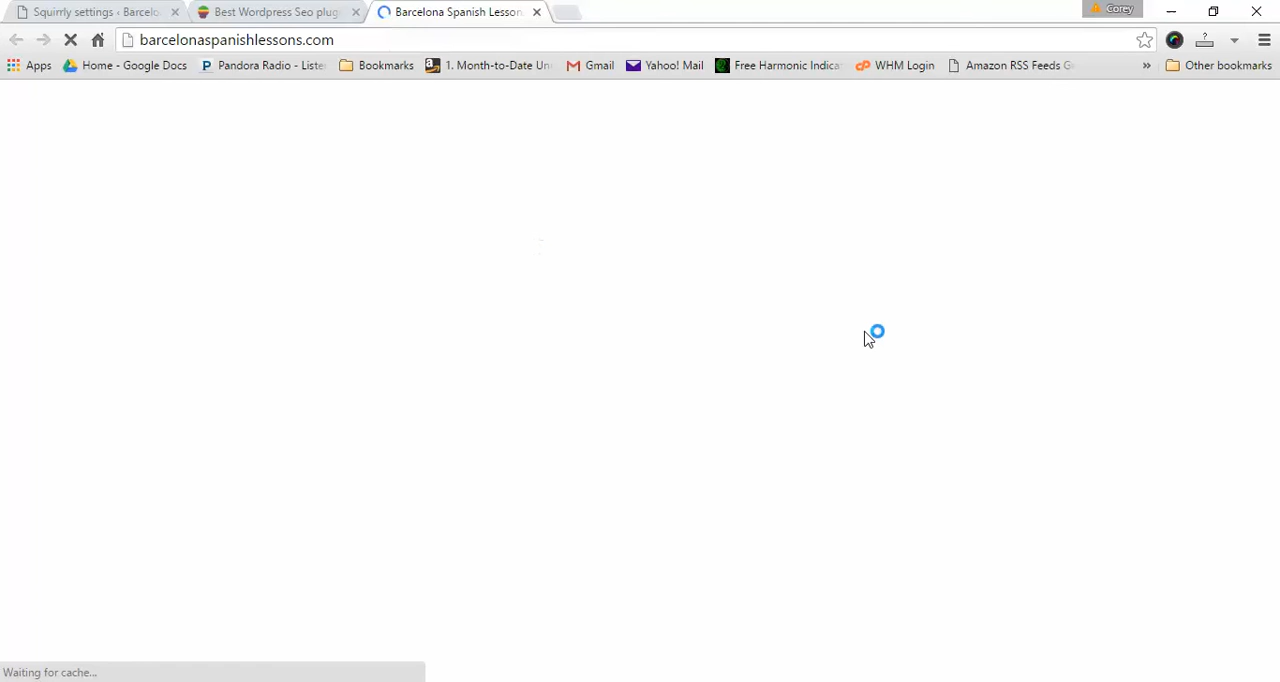 Squirrly settings ‹ Barcelo
Best Wordpress Seo plug
Barcelona Spanish Lesson
Corey
barcelonaspanishlessons.com
Apps
Home - Google Docs
Pandora Radio - Liste
Bookmarks
1. Month-to-Date Un
Gmail
Yahoo! Mail
Free Harmonic Indica
WHM Login
Amazon RSS Feeds G
»
Other bookmarks
Waiting for cache...